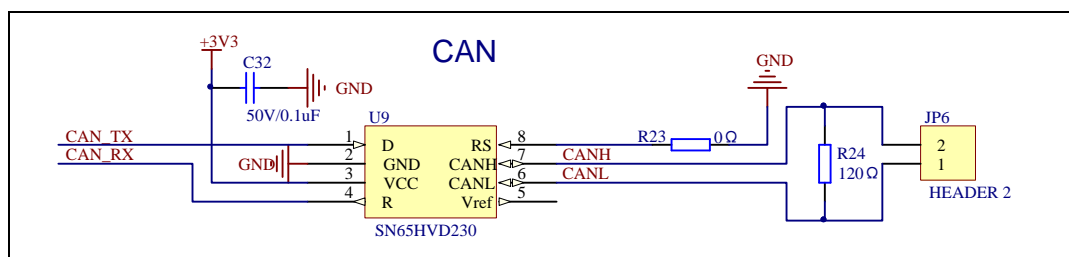 CAN
+3V3
C32
GND
50V/0.1uF
U9
CAN_TX
CAN_RX
1
2
3
4
D
GND
VCC
R
RS
CANH
CANL
Vref
8
7
6
5
GND
SN65HVD230
CANH
CANL
R23
0Ω
GND
R24
120Ω
JP6
2
1
HEADER 2